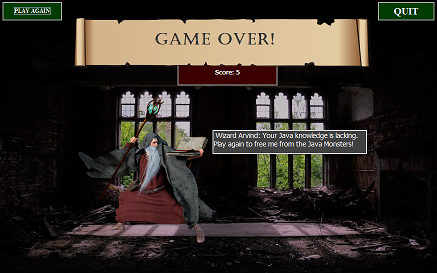 PLAY AGAIN
QUIT
GAME OVER!
Score: 5
Wizard Arvind: Your Java knowledge is lacking.
Play again to free me from the Java Monsters!